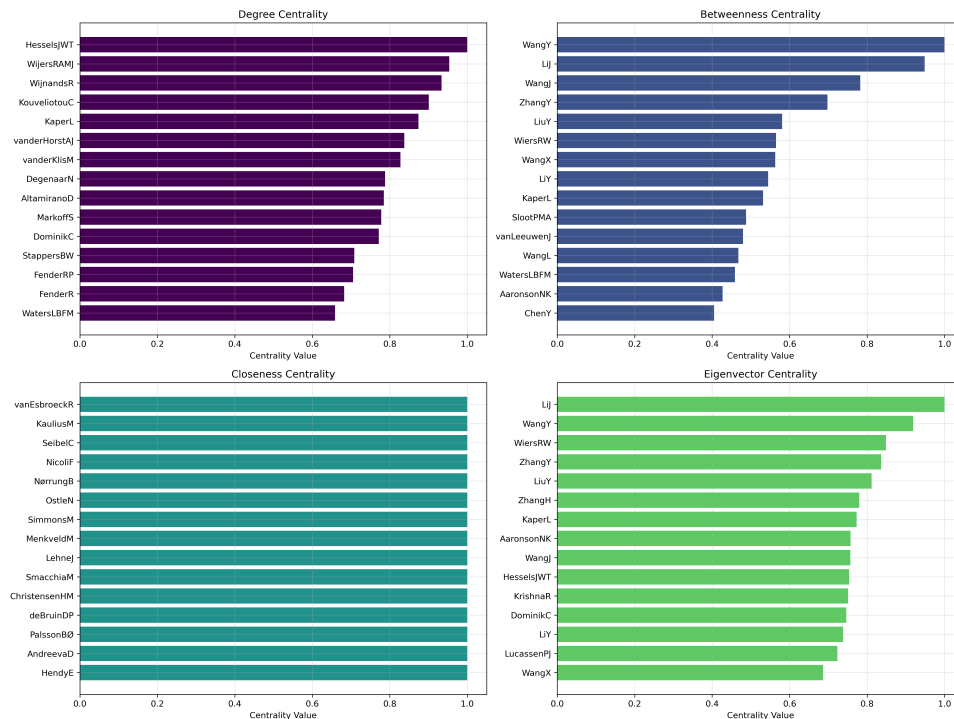 Degree Centrality
HesselsJWT
WijersRAMJ
WijnandsR
KouveliotouC
KaperL
vanderHorstAJ
vanderKlisM
DegenaarN
AltamiranoD
MarkoffS
DominikC
StappersBW
FenderRP
FenderR
WatersLBFM
0.0 0.2 0.4 0.6 0.8 1.0
Centrality Value
Betweenness Centrality
WangY
LiJ
WangJ
ZhangY
LiuY
WiersRW
WangX
LiY
KaperL
SlootPMA
vanLeeuwenJ
WangL
WatersLBFM
AaronsonNK
ChenY
0.0 0.2 0.4 0.6 0.8 1.0
Centrality Value
Closeness Centrality
vanEsbroeckR
KauliusM
SeibelC
NicoliF
NørrungB
OstleN
SimmonsM
MenkveldM
LehneJ
SmacchiaM
ChristensenHM
deBruinDP
PalssonBØ
AndreevaD
HendyE
0.0 0.2 0.4 0.6 0.8 1.0
Centrality Value
Eigenvector Centrality
LiJ
WangY
WiersRW
ZhangY
LiuY
ZhangH
KaperL
AaronsonNK
WangJ
HesselsJWT
KrishnaR
DominikC
LiY
LucassenPJ
WangX
0.0 0.2 0.4 0.6 0.8 1.0
Centrality Value